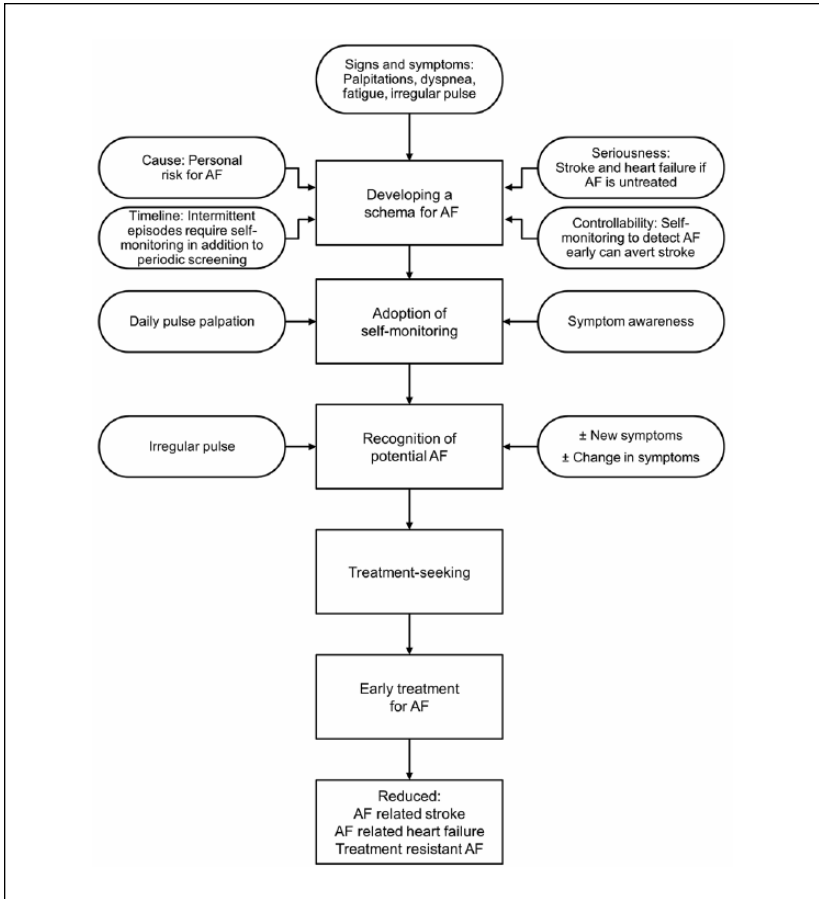 Signs and symptoms:
Palpitations, dyspnea,
fatigue, irregular pulse
Cause: Personal
risk for AF
Seriousness:
Stroke and heart failure if
AF is untreated
Developing a
schema for AF
Timeline: Intermittent
episodes require self-
monitoring in addition to
periodic screening
Controllability: Self-
monitoring to detect AF
early can avert stroke
Daily pulse palpation
Adoption of
self-monitoring
Symptom awareness
Irregular pulse
Recognition of
potential AF
± New symptoms
± Change in symptoms
Treatment-seeking
Early treatment
for AF
Reduced:
AF related stroke
AF related heart failure
Treatment resistant AF